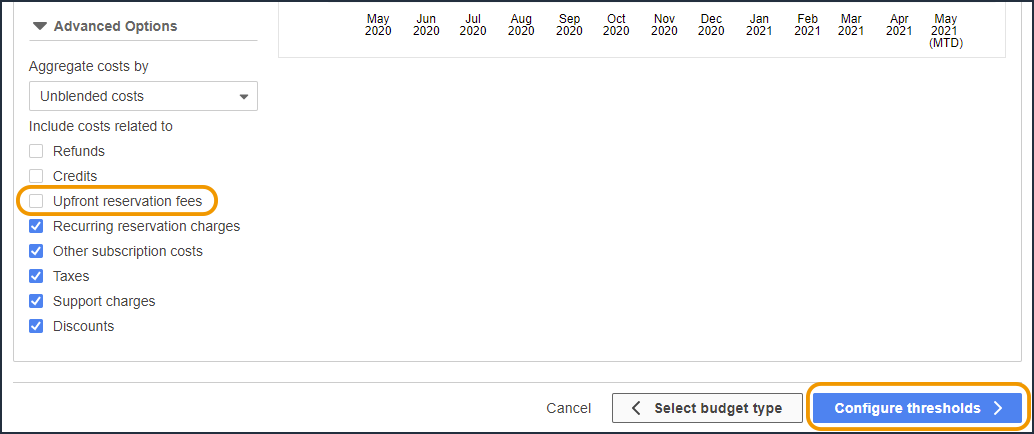 Advanced Options
May Jun Jul Aug Sep Oct Nov Dec Jan Feb Mar Apr May
2020 2020 2020 2020 2020 2020 2020 2020 2021 2021 2021 2021 2021
(MTD)
Aggregate costs by
Unblended costs
Include costs related to
Refunds
Credits
Upfront reservation fees
Recurring reservation charges
Other subscription costs
Taxes
Support charges
Discounts
Cancel Select budget type Configure thresholds